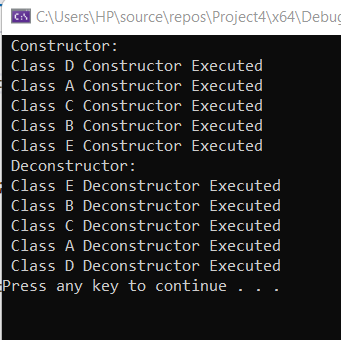 C:\Users\HP\source\repos\Project4\x64\Debug
Constructor:
Class D Constructor Executed
Class A Constructor Executed
Class C Constructor Executed
Class B Constructor Executed
Class E Constructor Executed
Deconstructor:
Class E Deconstructor Executed
Class B Deconstructor Executed
Class C Deconstructor Executed
Class A Deconstructor Executed
Class D Deconstructor Executed
Press any key to continue . . .